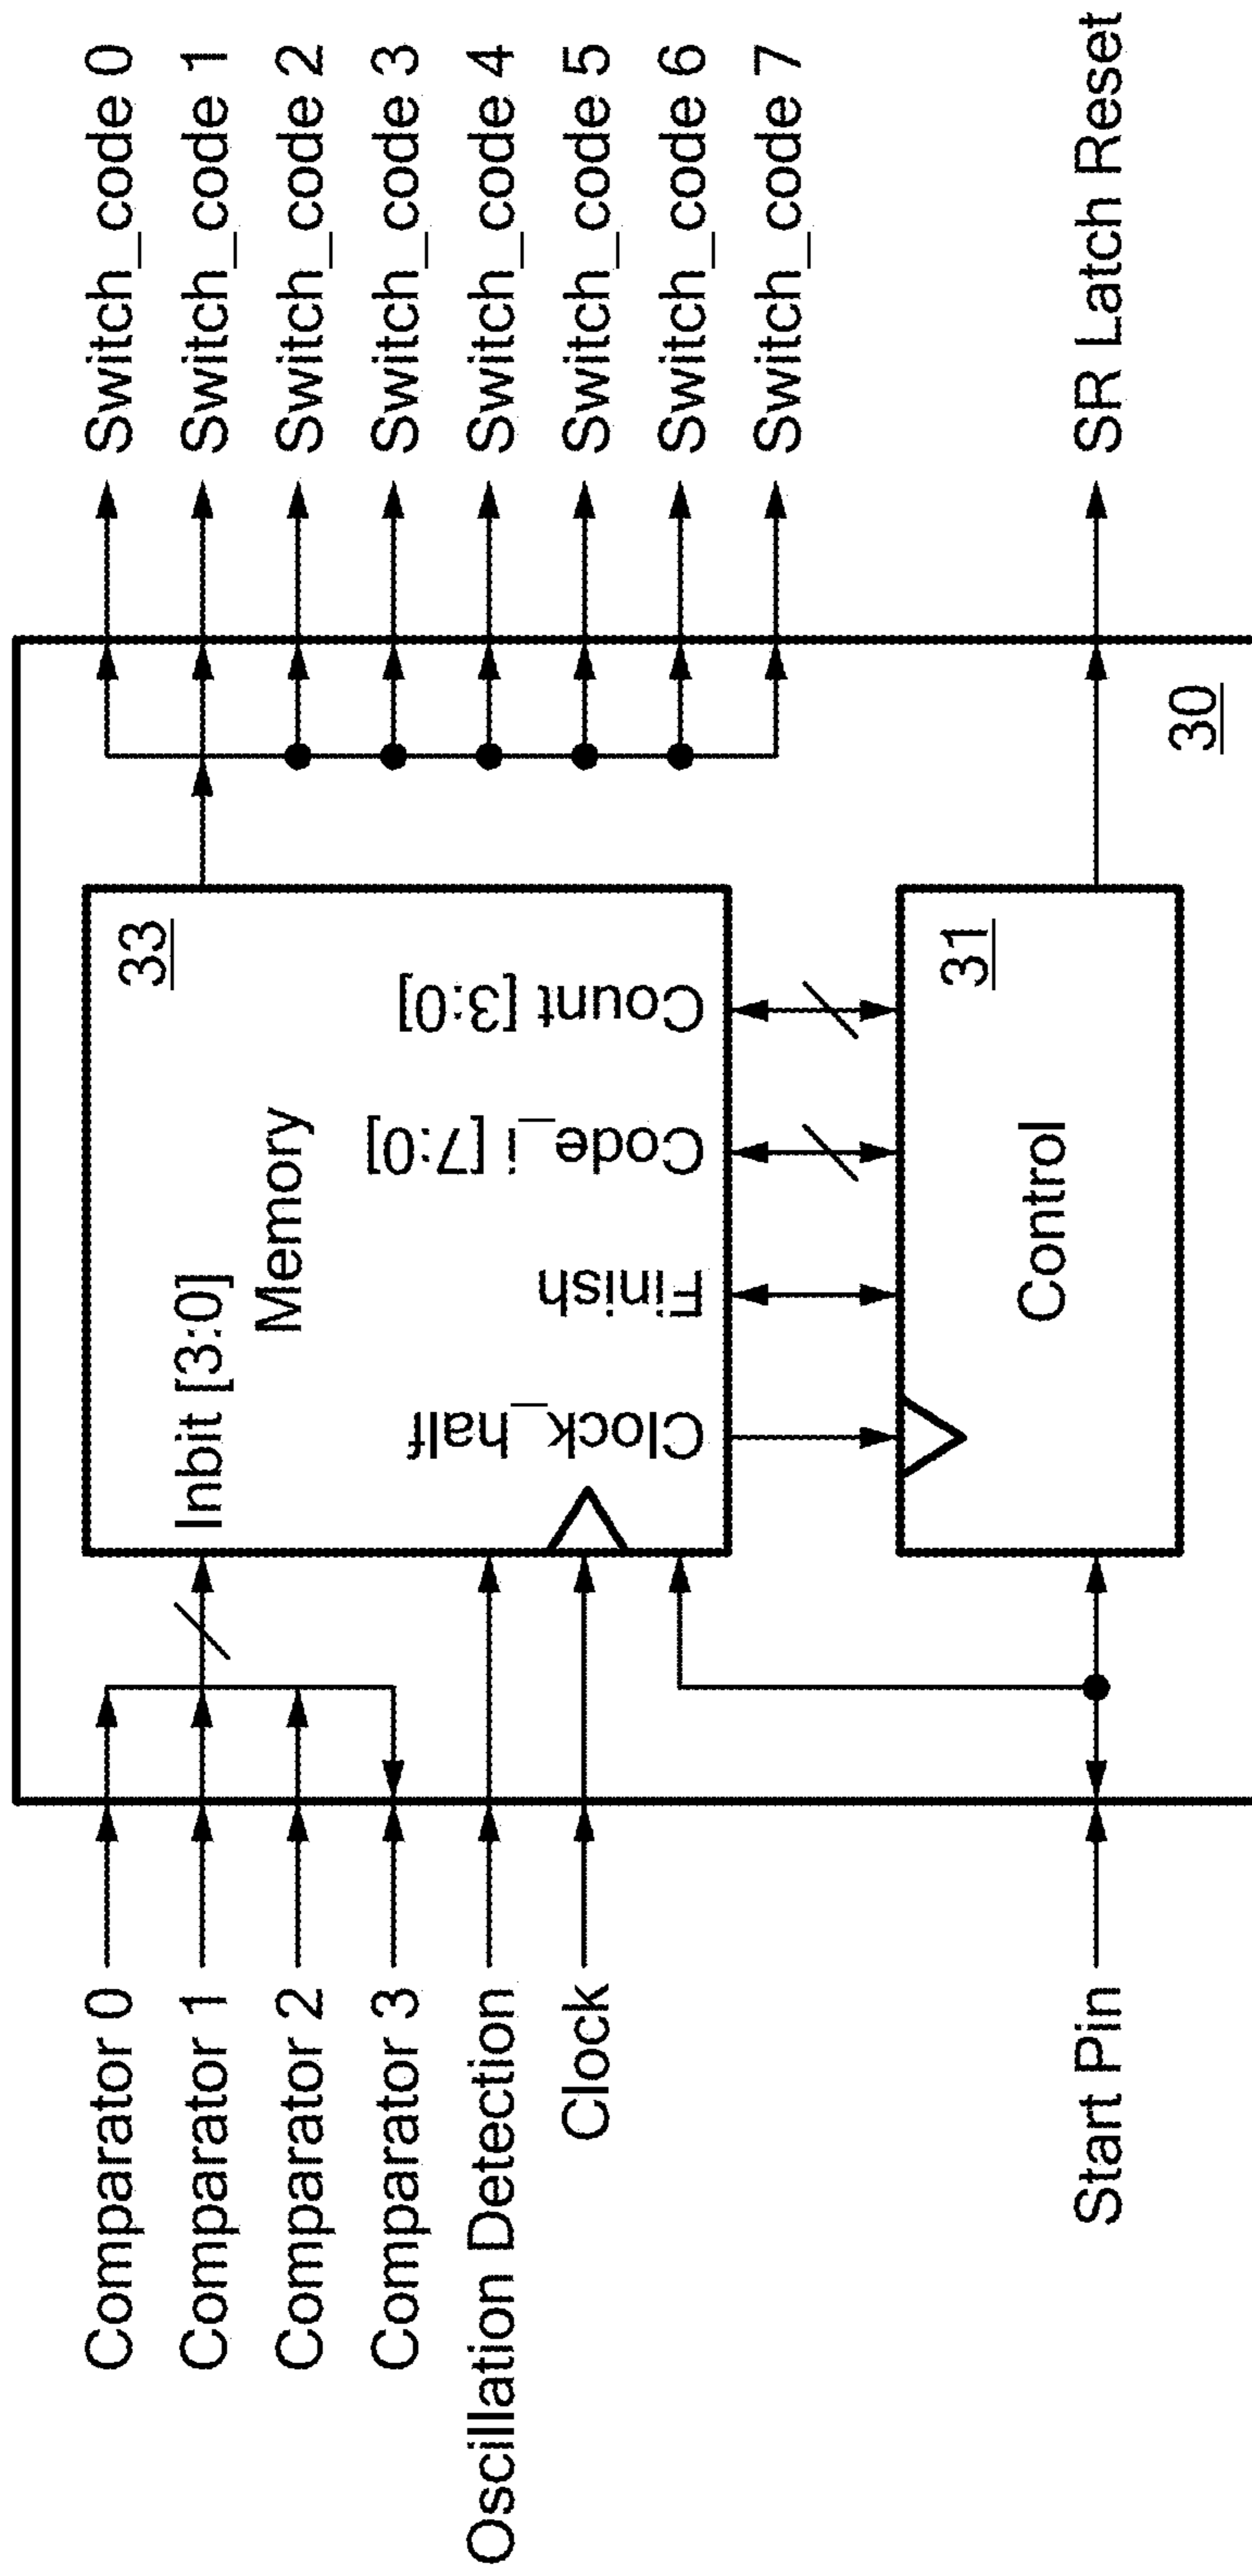 Comparator 0
Comparator 1
Comparator 2
Comparator 3
Oscillation Detection
Clock
Start Pin
Inbit [3:0]
Memory
33
Clock_half
Finish
Code_i [7:0]
Count [3:0]
Control
31
30
Switch_code 0
Switch_code 1
Switch_code 2
Switch_code 3
Switch_code 4
Switch_code 5
Switch_code 6
Switch_code 7
SR Latch Reset